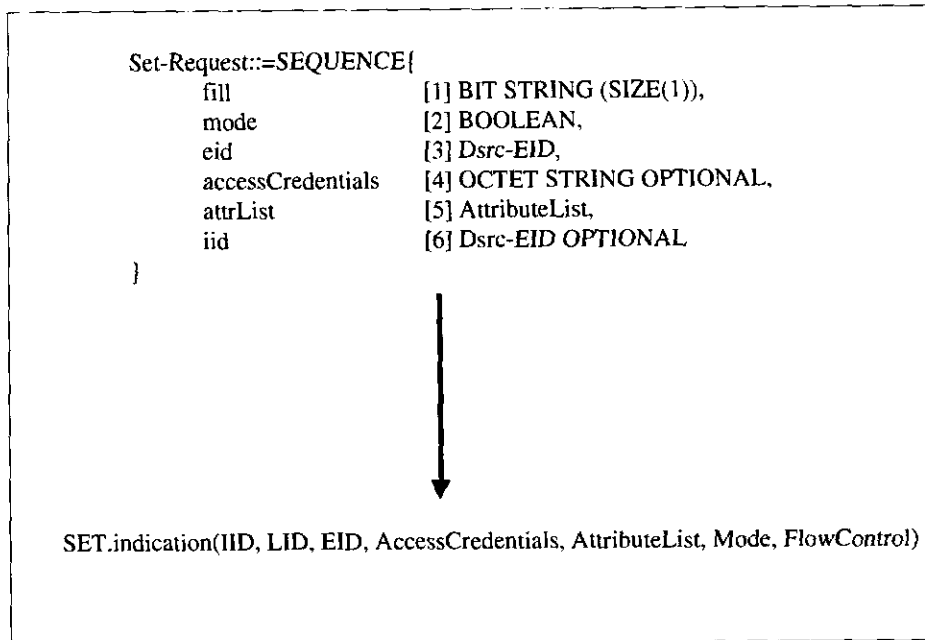 Set-Request::=SEQUENCE{
fill [1] BIT STRING (SIZE(1)),
mode [2] BOOLEAN,
eid [3] Dsrc-EID,
accessCredentials [4] OCTET STRING OPTIONAL,
attrList [5] AttributeList,
iid [6] Dsrc-EID OPTIONAL
}
SET.indication(IID, LID, EID, AccessCredentials, AttributeList, Mode, FlowControl)